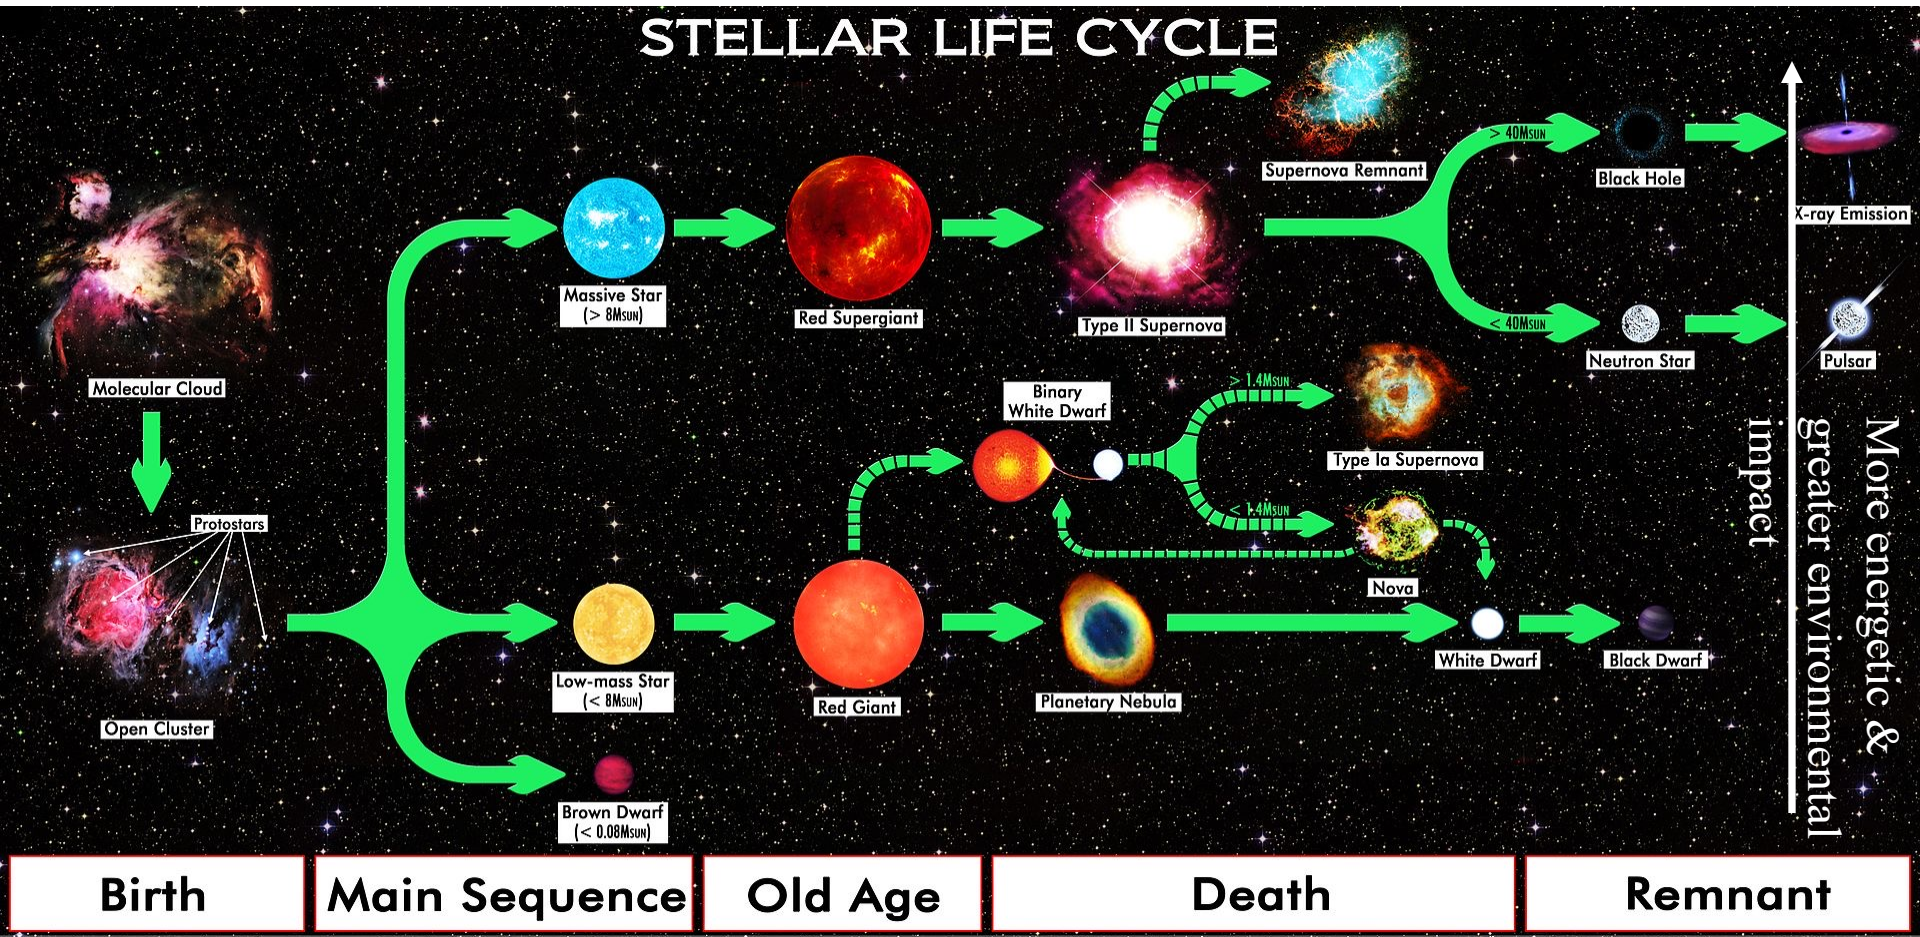 STELLAR LIFE CYCLE
Supernova Remnant
> 40Msun
Black Hole
X-ray Emission
Massive Star
(> 8Msun)
Red Supergiant
Type II Supernova
< 40Msun
Neutron Star
Pulsar
Molecular Cloud
Binary
White Dwarf
> 1.4Msun
Type Ia Supernova
< 1.4Msun
Nova
Protostars
Open Cluster
Low-mass Star
(< 8Msun)
Red Giant
Planetary Nebula
White Dwarf
Black Dwarf
Brown Dwarf
(< 0.08Msun)
More energetic &
greater environmental
impact
Birth
Main Sequence
Old Age
Death
Remnant